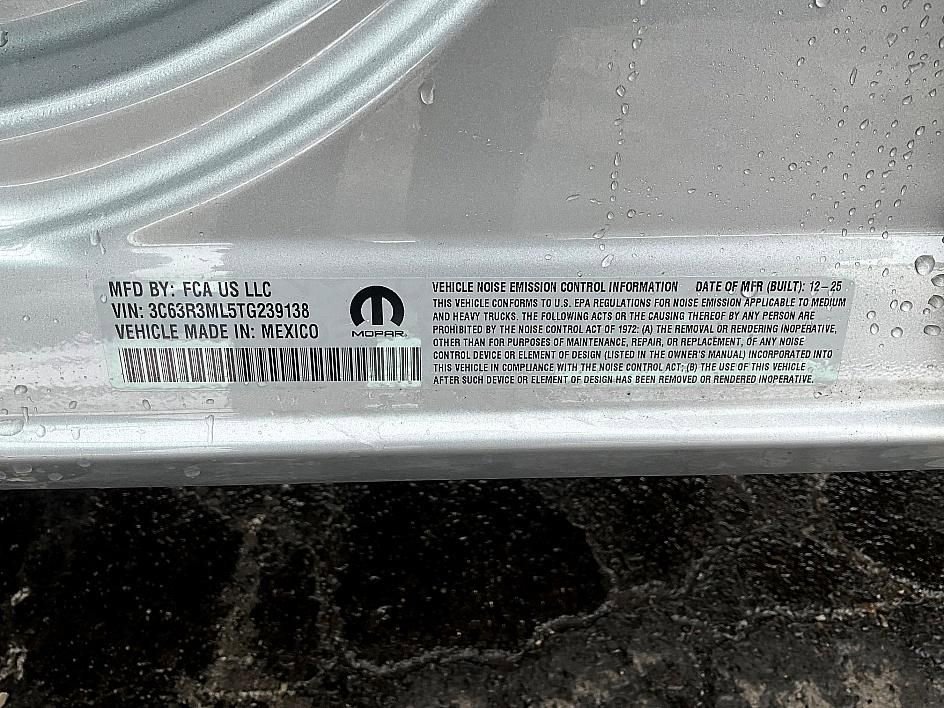 MFD BY: FCA US LLC
VIN: 3C63R3ML5TG239138
VEHICLE MADE IN: MEXICO
MOPAR
VEHICLE NOISE EMISSION CONTROL INFORMATION DATE OF MFR (BUILT): 12-25
THIS VEHICLE CONFORMS TO U.S. EPA REGULATIONS FOR NOISE EMISSION APPLICABLE TO MEDIUM
AND HEAVY TRUCKS. THE FOLLOWING ACTS OR THE CAUSING THEREOF BY ANY PERSON ARE
PROHIBITED BY THE NOISE CONTROL ACT OF 1972: (A) THE REMOVAL OR RENDERING INOPERATIVE,
OTHER THAN FOR PURPOSES OF MAINTENANCE, REPAIR, OR REPLACEMENT, OF ANY NOISE
CONTROL DEVICE OR ELEMENT OF DESIGN (LISTED IN THE OWNER'S MANUAL) INCORPORATED INTO
THIS VEHICLE IN COMPLIANCE WITH THE NOISE CONTROL ACT; (B) THE USE OF THIS VEHICLE
AFTER SUCH DEVICE OR ELEMENT OF DESIGN HAS BEEN REMOVED OR RENDERED INOPERATIVE.